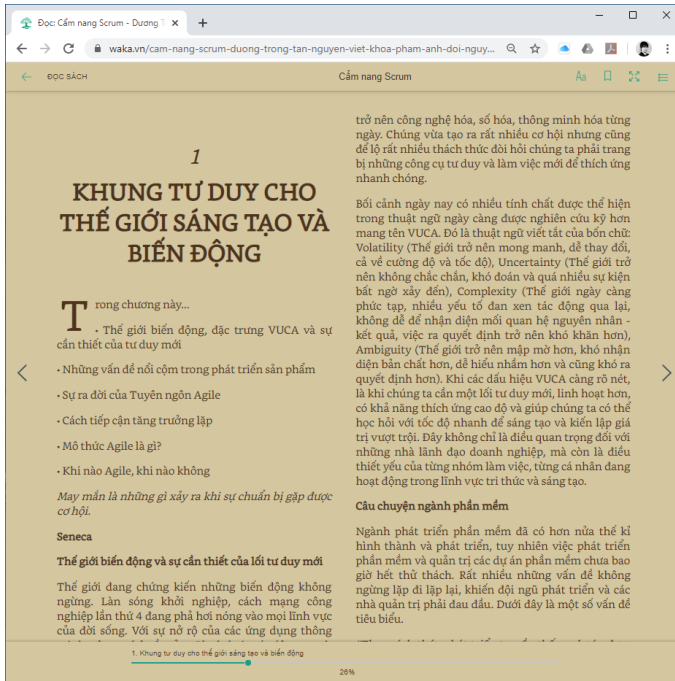 Đọc: Cẩm nang Scrum - Dương T
waka.vn/cam-nang-scrum-duong-trong-tan-nguyen-viet-khoa-pham-anh-doi-nguy...
ĐỌC SÁCH
Cẩm nang Scrum
Aa
1
KHUNG TƯ DUY CHO
THẾ GIỚI SÁNG TẠO VÀ
BIẾN ĐỘNG
Trong chương này...
• Thế giới biến động, đặc trưng VUCA và sự
cần thiết của tư duy mới
• Những vấn đề nổi cộm trong phát triển sản phẩm
• Sự ra đời của Tuyên ngôn Agile
• Cách tiếp cận tăng trưởng lặp
• Mô thức Agile là gì?
• Khi nào Agile, khi nào không
May mắn là những gì xảy ra khi sự chuẩn bị gặp được
cơ hội.
Seneca
Thế giới biến động và sự cần thiết của lối tư duy mới
Thế giới đang chứng kiến những biến động không
ngừng. Làn sóng khởi nghiệp, cách mạng công
nghiệp lần thứ 4 đang phả hơi nóng vào mọi lĩnh vực
của đời sống. Với sự nở rộ của các ứng dụng thông
trở nên công nghệ hóa, số hóa, thông minh hóa từng
ngày. Chúng vừa tạo ra rất nhiều cơ hội nhưng cũng
để lộ rất nhiều thách thức đòi hỏi chúng ta phải trang
bị những công cụ tư duy và làm việc mới để thích ứng
nhanh chóng.
Bối cảnh ngày nay có nhiều tính chất được thể hiện
trong thuật ngữ ngày càng được nghiên cứu kỹ hơn
mang tên VUCA. Đó là thuật ngữ viết tắt của bốn chữ:
Volatility (Thế giới trở nên mong manh, dễ thay đổi,
cả về cường độ và tốc độ), Uncertainty (Thế giới trở
nên không chắc chắn, khó đoán và quá nhiều sự kiện
bất ngờ xảy đến), Complexity (Thế giới ngày càng
phức tạp, nhiều yếu tố đan xen tác động qua lại,
không dễ để nhận diện mối quan hệ nguyên nhân -
kết quả, việc ra quyết định trở nên khó khăn hơn),
Ambiguity (Thế giới trở nên mập mờ hơn, khó nhận
diện bản chất hơn, dễ hiểu nhầm hơn và cũng khó ra
quyết định hơn). Khi các dấu hiệu VUCA càng rõ nét,
là khi chúng ta cần một lối tư duy mới, linh hoạt hơn,
có khả năng thích ứng cao độ và giúp chúng ta có thể
học hỏi với tốc độ nhanh để sáng tạo và kiến lập giá
trị vượt trội. Đây không chỉ là điều quan trọng đối với
những nhà lãnh đạo doanh nghiệp, mà còn là điều
thiết yếu của từng nhóm làm việc, từng cá nhân đang
hoạt động trong lĩnh vực tri thức và sáng tạo.
Câu chuyện ngành phần mềm
Ngành phát triển phần mềm đã có hơn nửa thế kỉ
hình thành và phát triển, tuy nhiên việc phát triển
phần mềm và quản trị các dự án phần mềm chưa bao
giờ hết thử thách. Rất nhiều những vấn đề không
ngừng lặp đi lặp lại, khiến đội ngũ phát triển và các
nhà quản trị phải đau đầu. Dưới đây là một số vấn đề
tiêu biểu.
1. Khung tư duy cho thế giới sáng tạo và biến động
26%